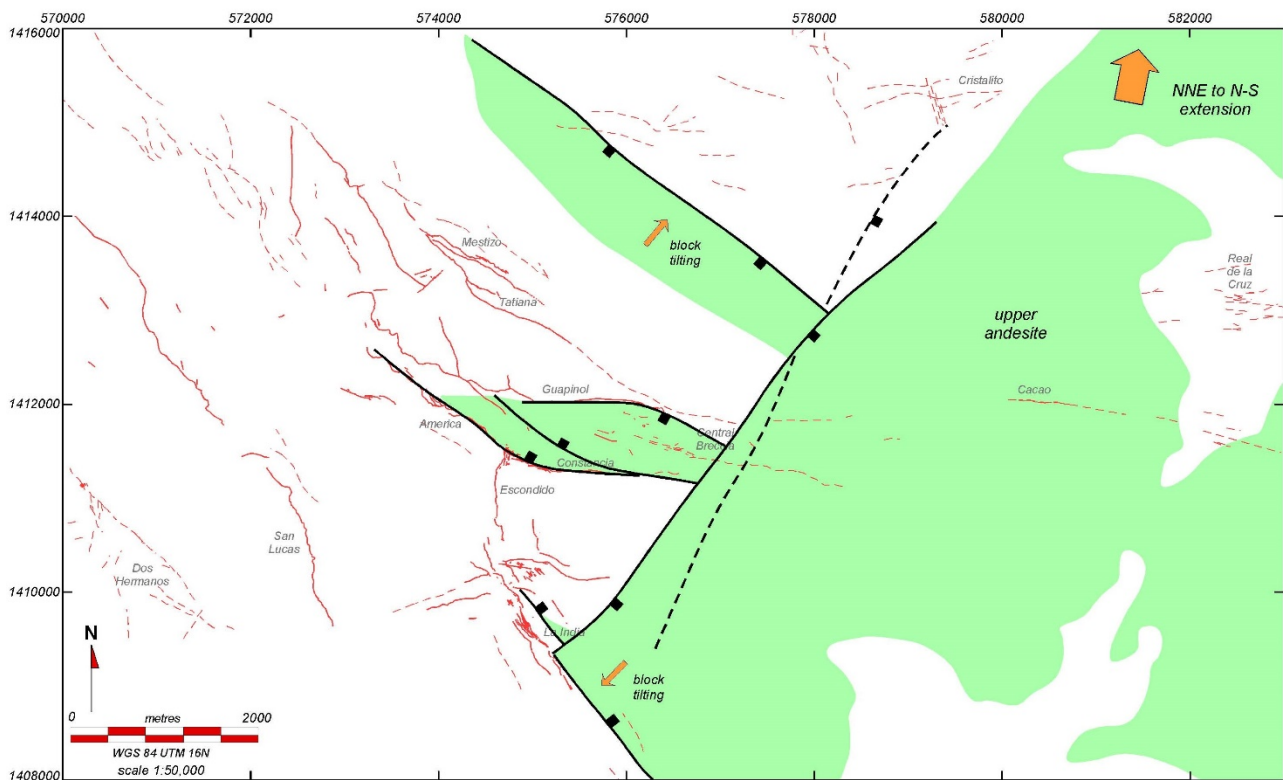 570000
572000
574000
576000
578000
580000
582000
1416000
Cristalito
NNE to N-S
extension
1414000
block
tilting
Mestizo
Tatiana
Real
de la
Cruz
upper
andesite
1412000
Guapinol
Cacao
America
Central
Breccia
Constancia
Escondido
San
Lucas
Dos
Hermanos
1410000
La India
N
block
tilting
0 metres 2000
WGS 84 UTM 16N
scale 1:50,000
1408000